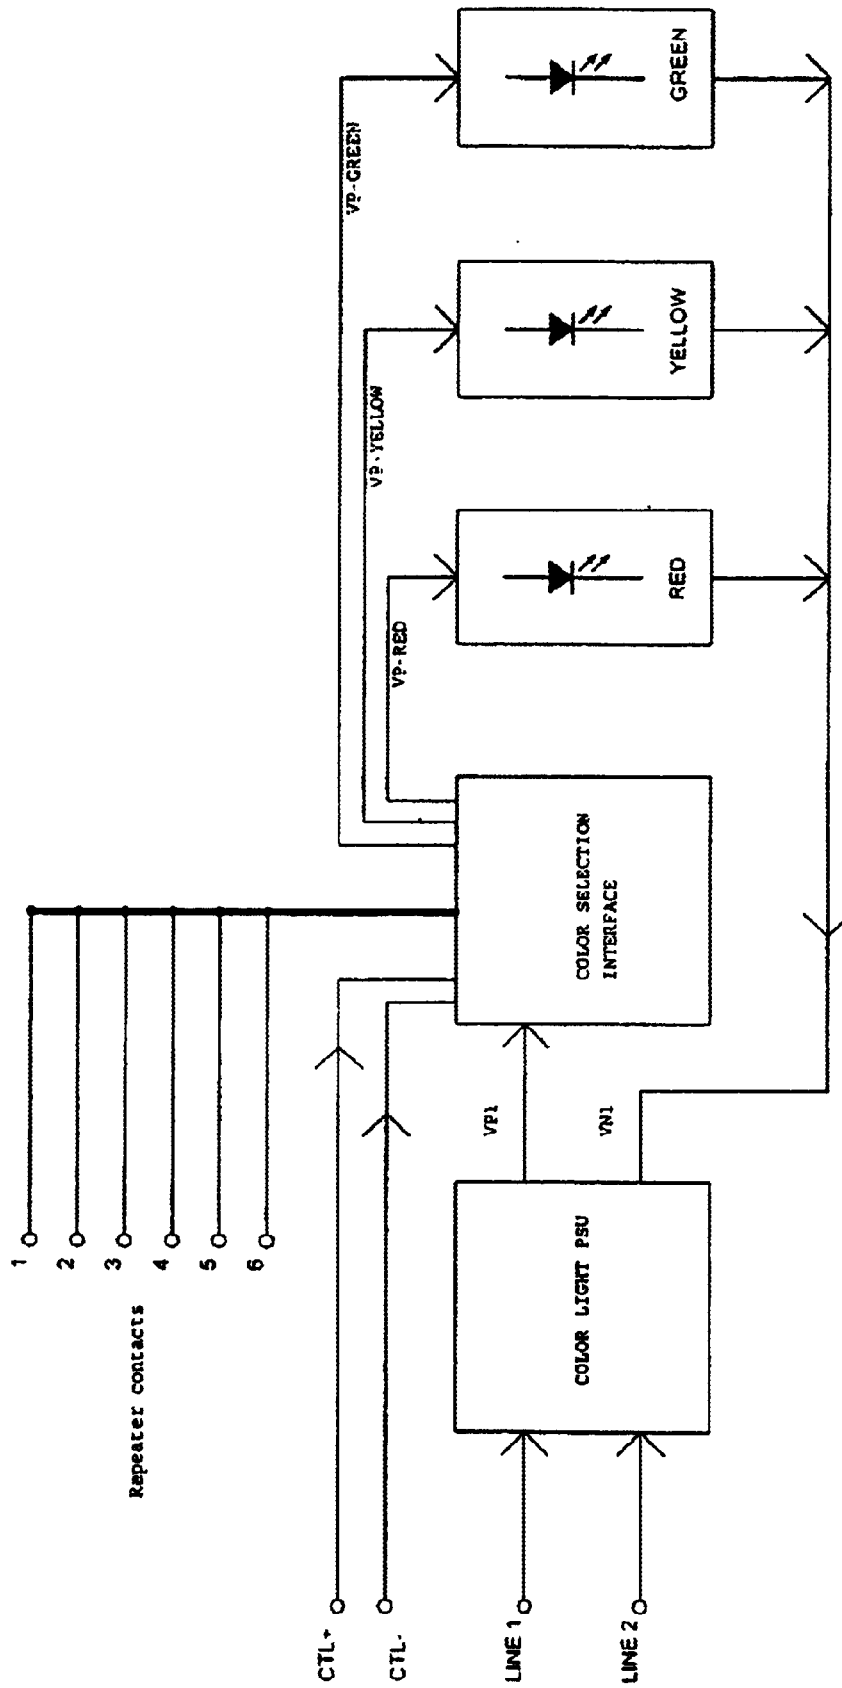 1
2
3
4
5
6
Repeater contacts
CTL+
CTL-
LINE 1
LINE 2
COLOR LIGHT PSU
VP1
VN1
COLOR SELECTION
INTERFACE
VP-RED
VP-YELLOW
VP-GREEN
RED
YELLOW
GREEN